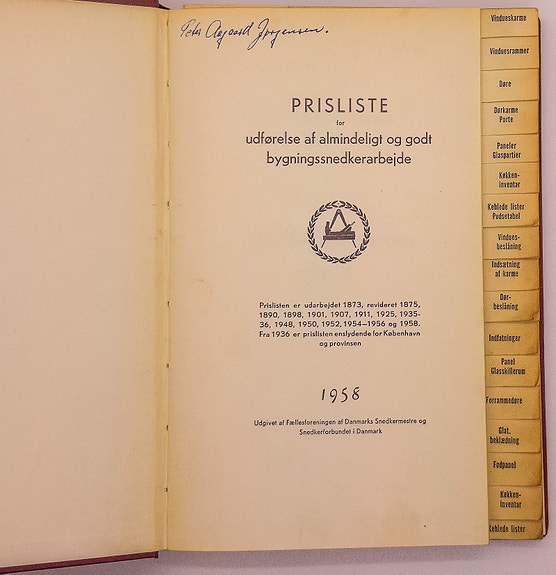 Peter Aagaard Jørgensen.
PRISLISTE
for
udførelse af almindeligt og godt
bygningssnedkerarbejde
Prislisten er udarbejdet 1873, revideret 1875,
1890, 1898, 1901, 1907, 1911, 1925, 1935-
36, 1948, 1950, 1952, 1954—1956 og 1958.
Fra 1936 er prislisten enslydende for København
og provinsen
1958
Udgivet af Fællesforeningen af Danmarks Snedkermestre og
Snedkerforbundet i Danmark
Vindueskarme
Vinduesrammer
Døre
Dørkarme
Porte
Paneler
Glaspartier
Køkken-
inventar
Kehlede lister
Pudsetabel
Vindues-
beslåning
Indsætning
af karme
Dør-
beslåning
Indfatninger
Panel
Glasskillerum
Forrammedøre
Glat.
beklædning
Fodpanel
Køkken-
inventar
Kehlede lister